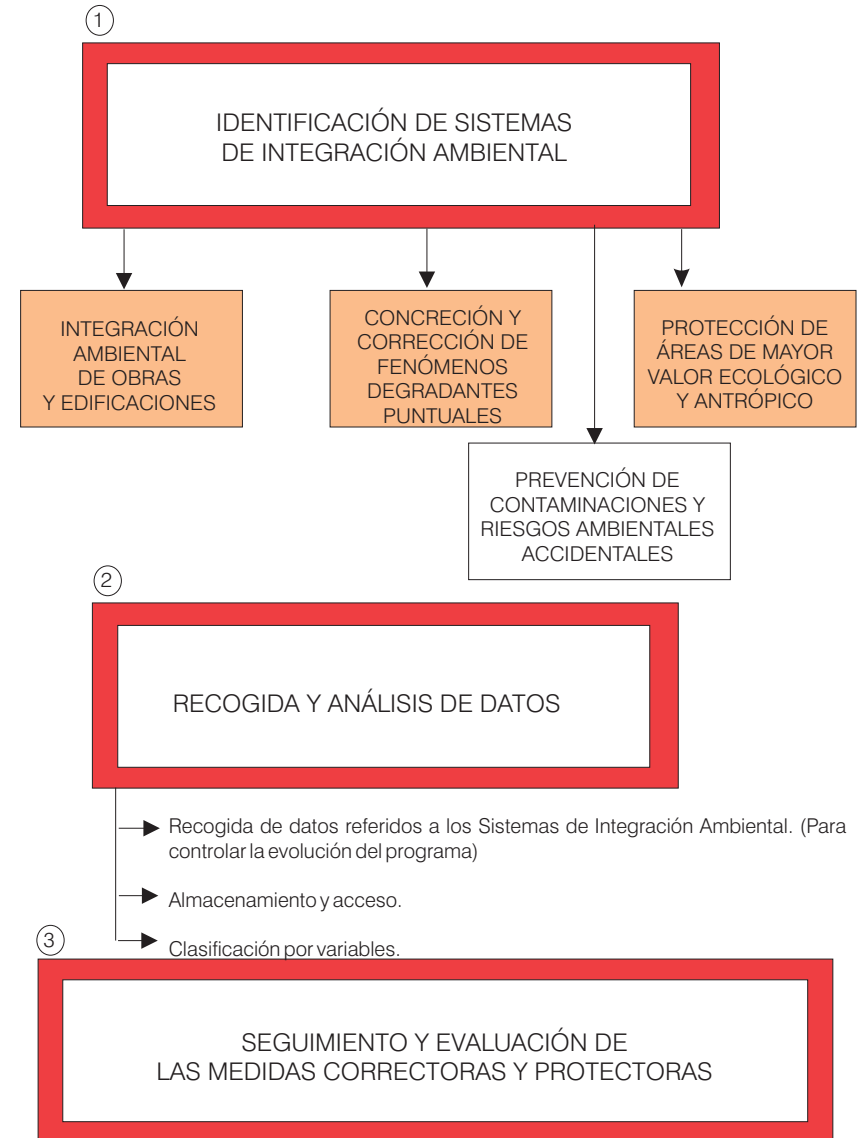 1
IDENTIFICACIÓN DE SISTEMAS
DE INTEGRACIÓN AMBIENTAL
INTEGRACIÓN
AMBIENTAL
DE OBRAS
Y EDIFICACIONES
CONCRECIÓN Y
CORRECCIÓN DE
FENÓMENOS
DEGRADANTES
PUNTUALES
PROTECCIÓN DE
ÁREAS DE MAYOR
VALOR ECOLÓGICO
Y ANTRÓPICO
PREVENCIÓN DE
CONTAMINACIONES Y
RIESGOS AMBIENTALES
ACCIDENTALES
2
RECOGIDA Y ANÁLISIS DE DATOS
Recogida de datos referidos a los Sistemas de Integración Ambiental. (Para
controlar la evolución del programa)
Almacenamiento y acceso.
Clasificación por variables.
3
SEGUIMIENTO Y EVALUACIÓN DE
LAS MEDIDAS CORRECTORAS Y PROTECTORAS